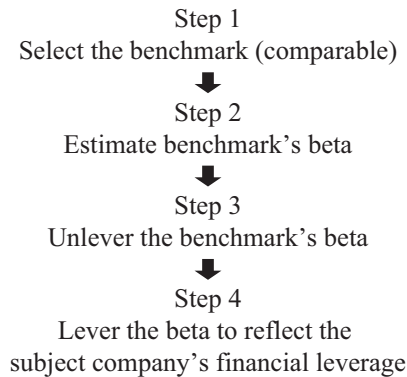 Step 1
Select the benchmark (comparable)
Step 2
Estimate benchmark’s beta
Step 3
Unlever the benchmark’s beta
Step 4
Lever the beta to reflect the
subject company’s financial leverage